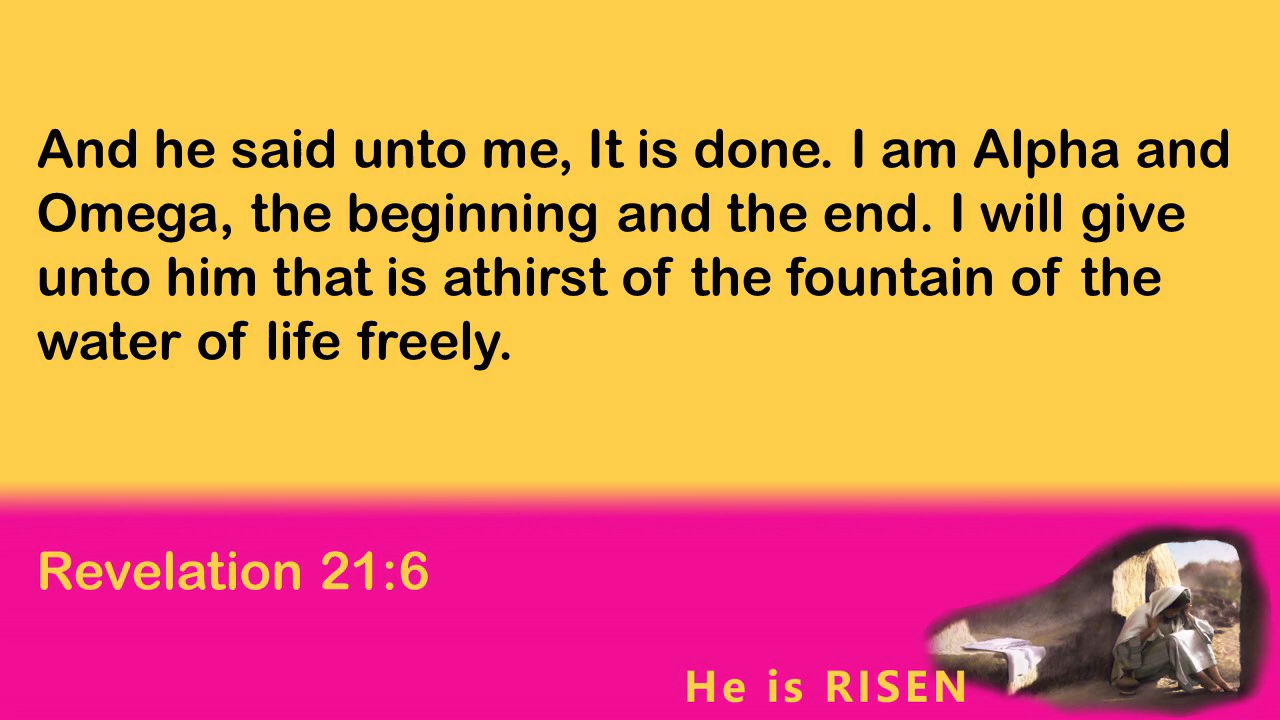 And he said unto me, It is done. I am Alpha and
Omega, the beginning and the end. I will give
unto him that is athirst of the fountain of the
water of life freely.
Revelation 21:6
He is RISEN